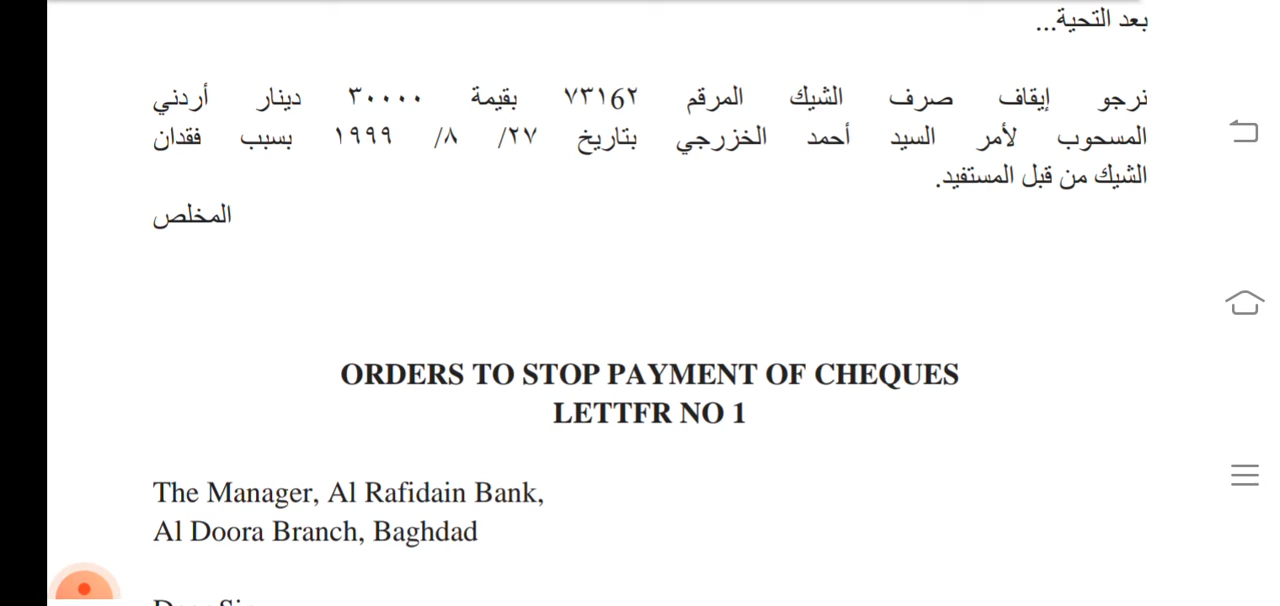 بعد التحية...
نرجو إيقاف صرف الشيك المرقم ٧٣١6٢ بقيمة ٣٠٠٠٠ دينار أردني
المسحوب لأمر السيد أحمد الخزرجي بتاريخ ٢٧/ ٨/ ١٩٩٩ بسبب فقدان
الشيك من قبل المستفيد.
المخلص
ORDERS TO STOP PAYMENT OF CHEQUES
LETTFR NO 1
The Manager, Al Rafidain Bank,
Al Doora Branch, Baghdad